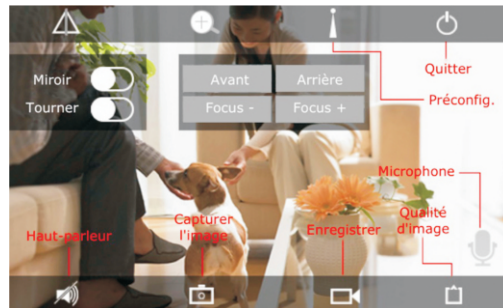 Quitter
Miroir
Avant
Arrière
Tourner
Focus -
Focus +
Préconfig.
Microphone
Haut-parleur
Capturer
l'image
Enregistrer
Qualité
d'image